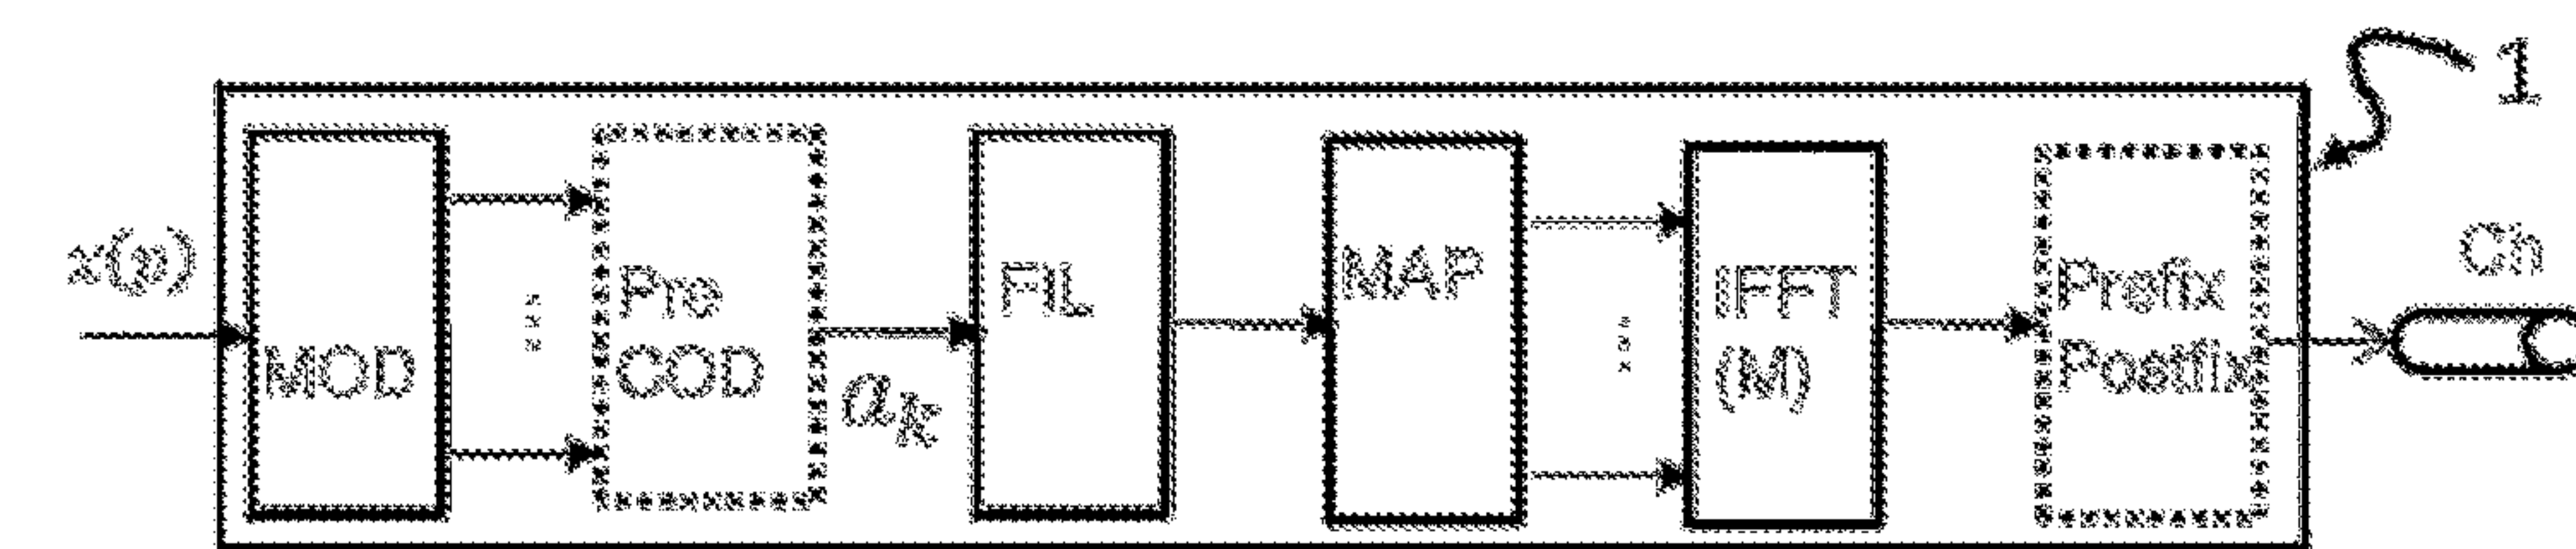 1
x(p)
MOD
Pre
COD
a_k
FIL
MAP
IFFT
(M)
Prefix
Postfix
Ch